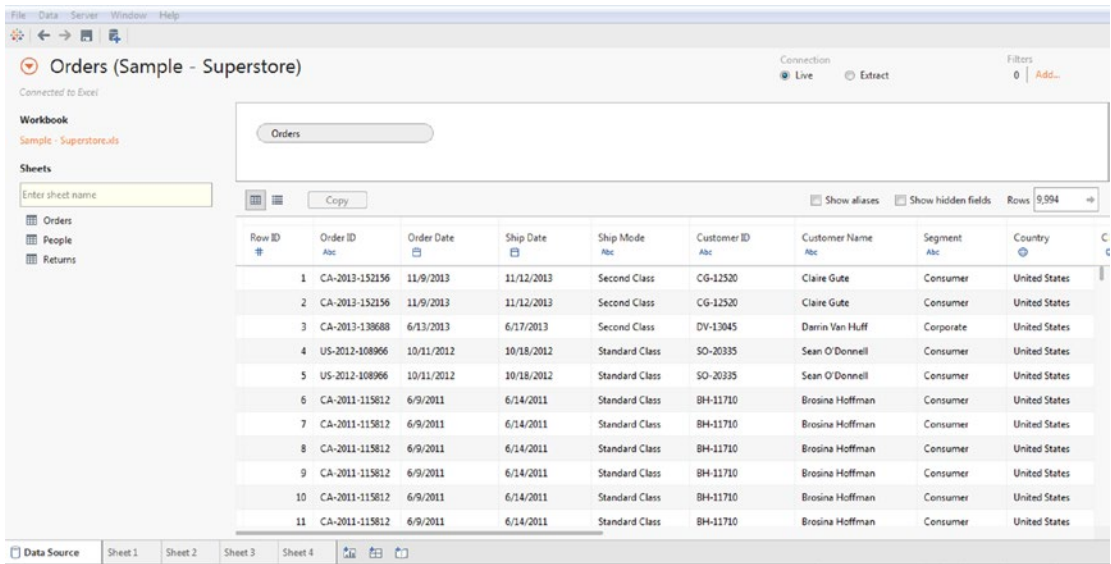 File Data Server Window Help
Orders (Sample - Superstore)
Connected to Excel
Connection
Live Extract
Filters
0 Add...
Workbook
Sample - Superstore.xls
Sheets
Enter sheet name
Orders
People
Returns
Orders
Copy
Show aliases Show hidden fields Rows 9,994
Row ID Order ID Order Date Ship Date Ship Mode Customer ID Customer Name Segment Country C
# Abc Abc Abc Abc Abc
1 CA-2013-152156 11/9/2013 11/12/2013 Second Class CG-12520 Claire Gute Consumer United States
2 CA-2013-152156 11/9/2013 11/12/2013 Second Class CG-12520 Claire Gute Consumer United States
3 CA-2013-138688 6/13/2013 6/17/2013 Second Class DV-13045 Darrin Van Huff Corporate United States
4 US-2012-108966 10/11/2012 10/18/2012 Standard Class SO-20335 Sean O'Donnell Consumer United States
5 US-2012-108966 10/11/2012 10/18/2012 Standard Class SO-20335 Sean O'Donnell Consumer United States
6 CA-2011-115812 6/9/2011 6/14/2011 Standard Class BH-11710 Brosina Hoffman Consumer United States
7 CA-2011-115812 6/9/2011 6/14/2011 Standard Class BH-11710 Brosina Hoffman Consumer United States
8 CA-2011-115812 6/9/2011 6/14/2011 Standard Class BH-11710 Brosina Hoffman Consumer United States
9 CA-2011-115812 6/9/2011 6/14/2011 Standard Class BH-11710 Brosina Hoffman Consumer United States
10 CA-2011-115812 6/9/2011 6/14/2011 Standard Class BH-11710 Brosina Hoffman Consumer United States
11 CA-2011-115812 6/9/2011 6/14/2011 Standard Class BH-11710 Brosina Hoffman Consumer United States
Data Source Sheet 1 Sheet 2 Sheet 3 Sheet 4